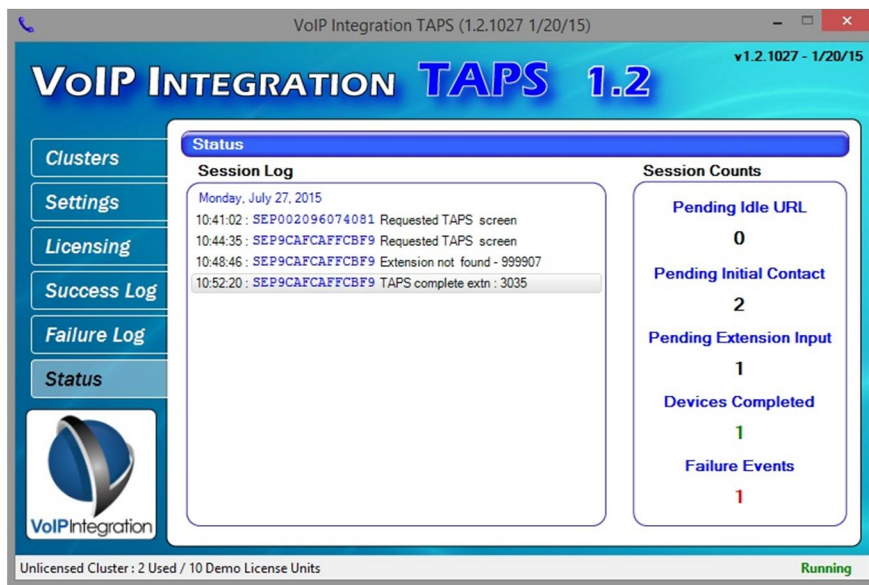 VoIP Integration TAPS (1.2.1027 1/20/15)
VOIP INTEGRATION TAPS 1.2
v1.2.1027 - 1/20/15
Clusters
Settings
Licensing
Success Log
Failure Log
Status
VoIPIntegration
Status
Session Log
Monday, July 27, 2015
10:41:02 : SEP002096074081 Requested TAPS screen
10:44:35 : SEP9CAFCAFFCBF9 Requested TAPS screen
10:48:46 : SEP9CAFCAFFCBF9 Extension not found - 999907
10:52:20 : SEP9CAFCAFFCBF9 TAPS complete extn : 3035
Session Counts
Pending Idle URL
0
Pending Initial Contact
2
Pending Extension Input
1
Devices Completed
1
Failure Events
1
Unlicensed Cluster : 2 Used / 10 Demo License Units
Running